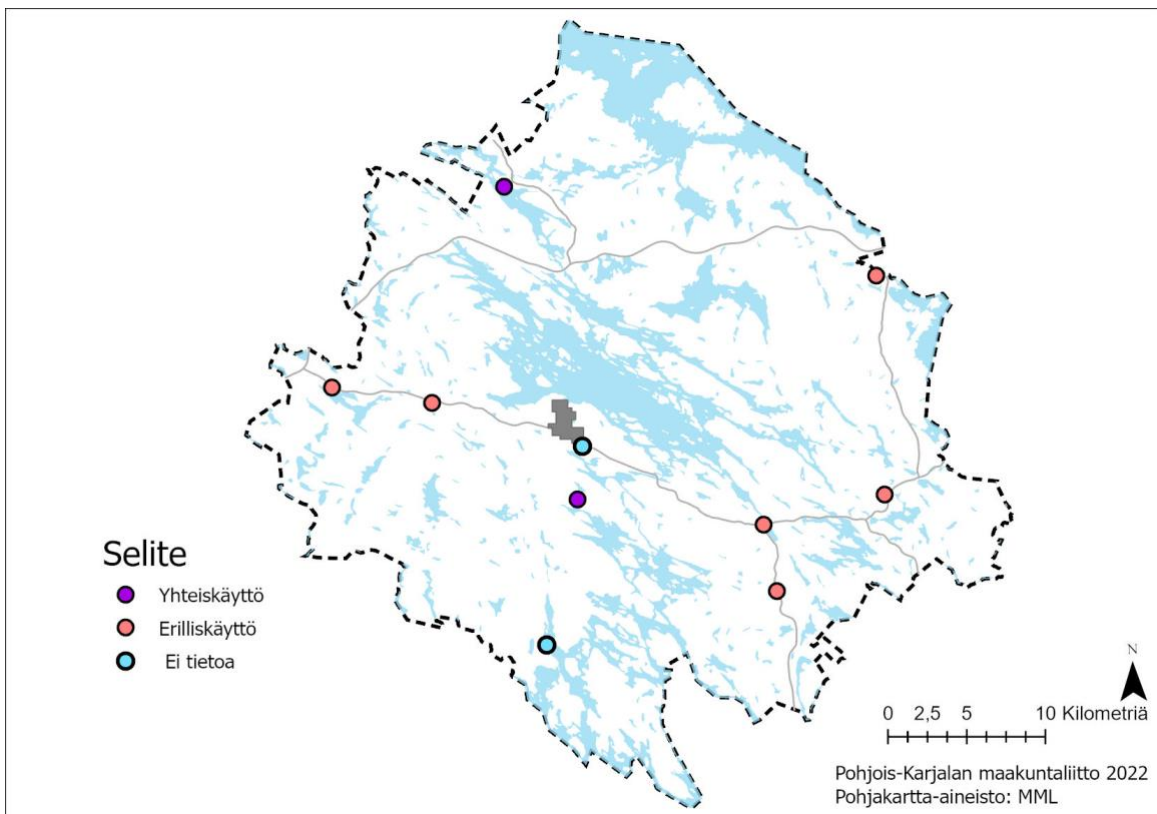 Selite
Yhteiskäyttö
Erilliskäyttö
Ei tietoa
N
0 2,5 5 10 Kilometriä
Pohjois-Karjalan maakuntaliitto 2022
Pohjakartta-aineisto: MML